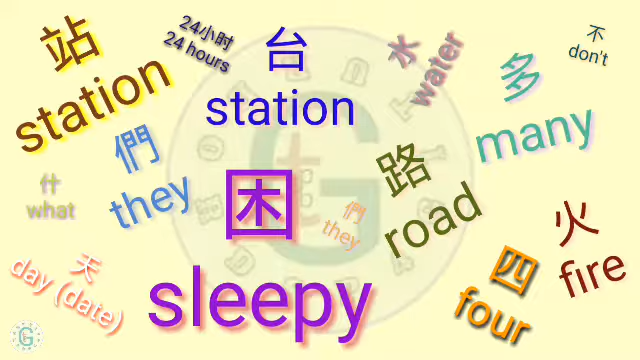 站
station
24小时
24 hours
台
station
水
water
不
don't
多
many
們
they
什
what
困
sleepy
們
they
路
road
火
fire
四
four
天
day (date)
G